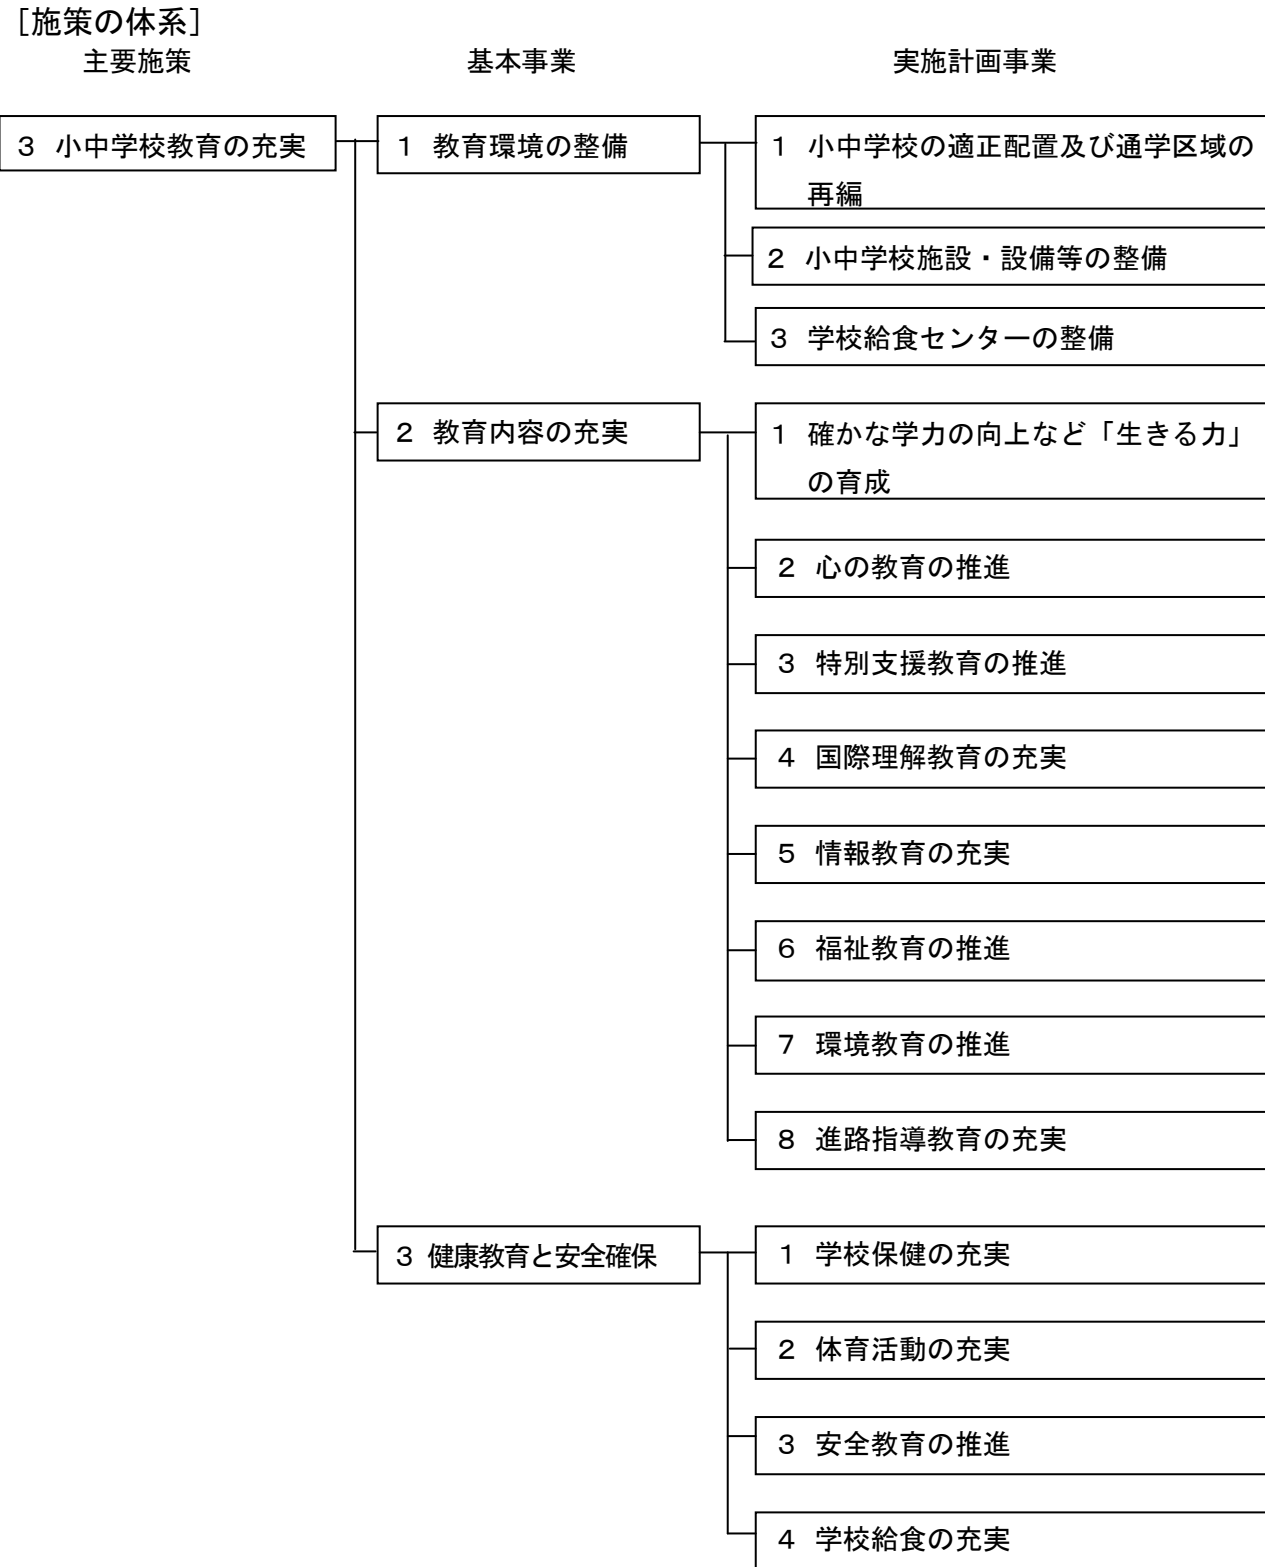 ［施策の体系］
主要施策 基本事業 実施計画事業
３ 小中学校教育の充実
１ 教育環境の整備
１ 小中学校の適正配置及び通学区域の
再編
２ 小中学校施設・設備等の整備
３ 学校給食センターの整備
２ 教育内容の充実
１ 確かな学力の向上など「生きる力」
の育成
２ 心の教育の推進
３ 特別支援教育の推進
４ 国際理解教育の充実
５ 情報教育の充実
６ 福祉教育の推進
７ 環境教育の推進
８ 進路指導教育の充実
３ 健康教育と安全確保
１ 学校保健の充実
２ 体育活動の充実
３ 安全教育の推進
４ 学校給食の充実